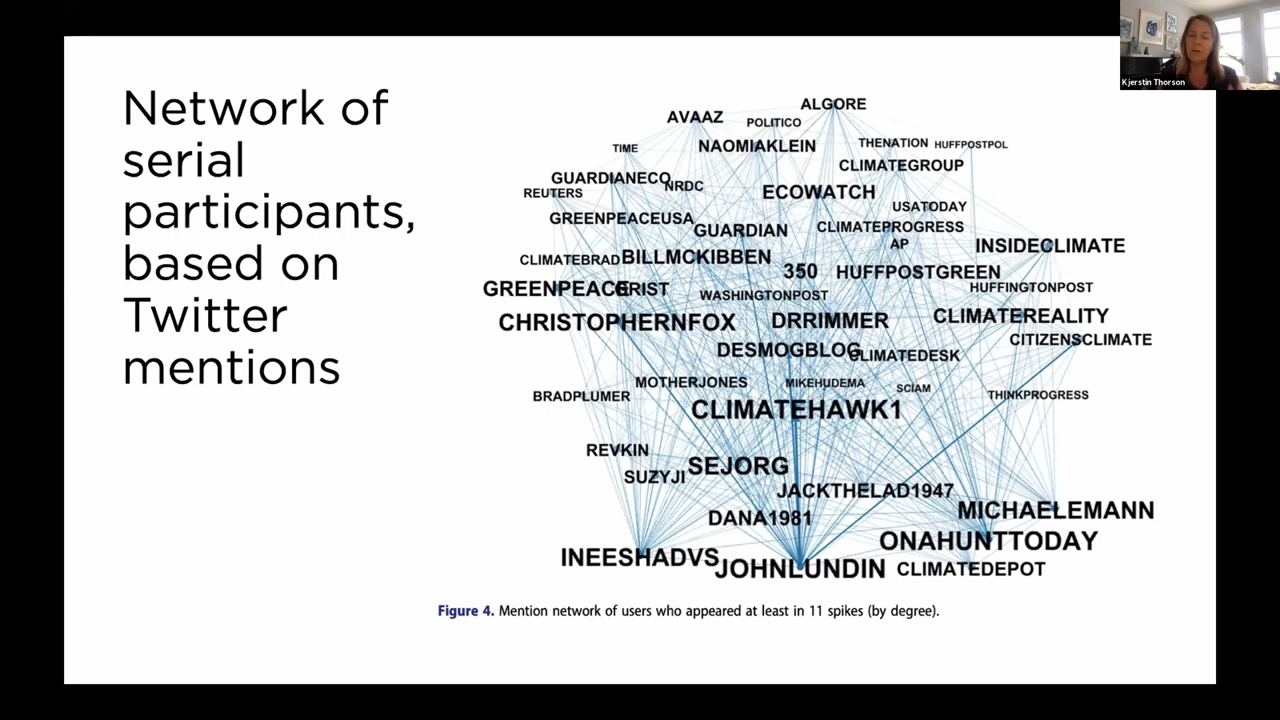 Kjerstin Thorson
Network of
serial
participants,
based on
Twitter
mentions
ALGORE
AVAAZ
POLITICO
THENATION
HUFFPOSTPOL
TIME
NAOMIAKLEIN
CLIMATEGROUP
GUARDIANECO
NRDC
REUTERS
ECOWATCH
USATODAY
GREENPEACEUSA
GUARDIAN
CLIMATEPROGRESS
AP
INSIDECLIMATE
CLIMATEBRAD
BILLMCKIBBEN
350
HUFFPOSTGREEN
GREENPEACE
GRIST
WASHINGTONPOST
HUFFINGTONPOST
CHRISTOPHERNFOX
DRRIMMER
CLIMATEREALITY
CITIZENSCLIMATE
DESMOGBLOG
CLIMATEDESK
MOTHERJONES
MIKEHUDEMA
SCIAM
THINKPROGRESS
BRADPLUMER
CLIMATEHAWK1
REVKIN
SEJORG
SUZYJI
JACKTHELAD1947
DANA1981
MICHAELEMANN
ONAHUNTTODAY
INEESHADVS
JOHNLUNDIN
CLIMATEDEPOT
Figure 4. Mention network of users who appeared at least in 11 spikes (by degree).